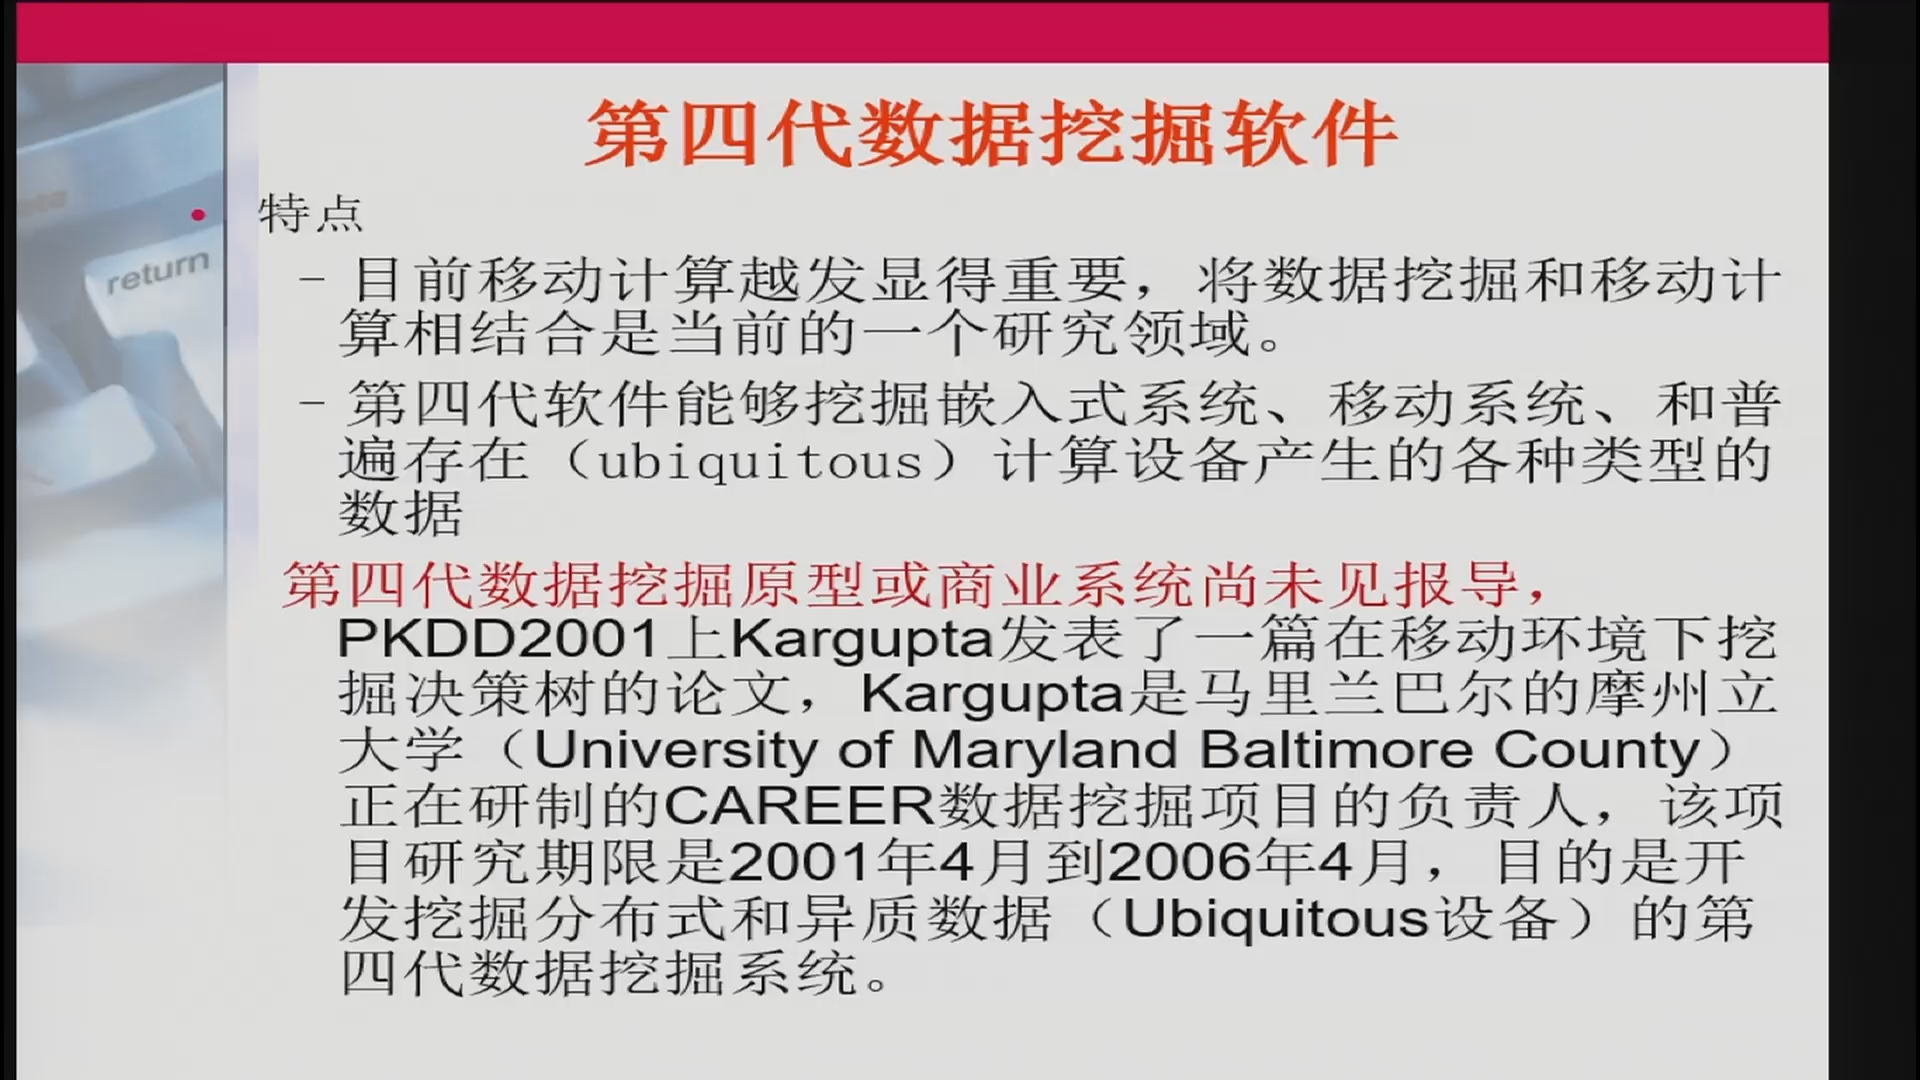 第四代数据挖掘软件
• 特点
– 目前移动计算越发显得重要，将数据挖掘和移动计
算相结合是当前的一个研究领域。
– 第四代软件能够挖掘嵌入式系统、移动系统、和普
遍存在（ubiquitous）计算设备产生的各种类型的
数据
第四代数据挖掘原型或商业系统尚未见报导，
PKDD2001上Kargupta发表了一篇在移动环境下挖
掘决策树的论文，Kargupta是马里兰巴尔的摩州立
大学（University of Maryland Baltimore County）
正在研制的CAREER数据挖掘项目的负责人，该项
目研究期限是2001年4月到2006年4月，目的是开
发挖掘分布式和异质数据（Ubiquitous设备）的第
四代数据挖掘系统。
return